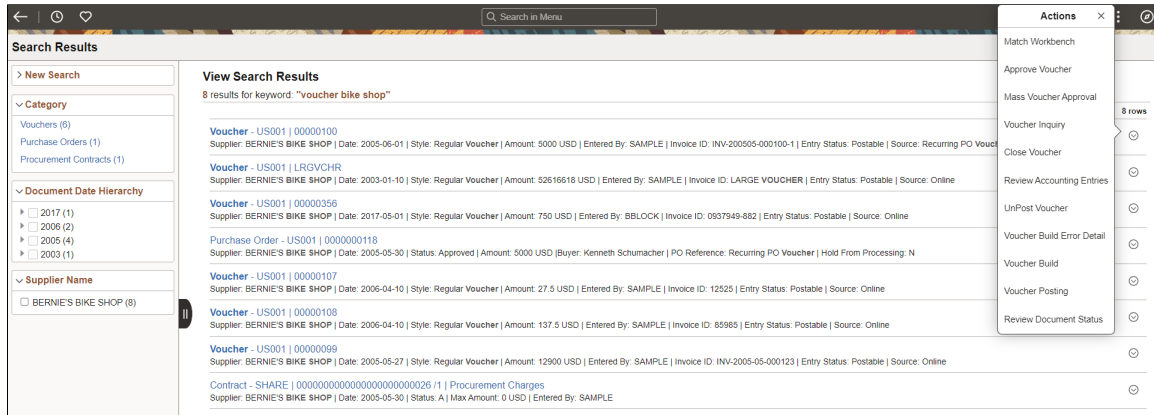 Search in Menu
Search Results
New Search
Category
Vouchers (6)
Purchase Orders (1)
Procurement Contracts (1)
Document Date Hierarchy
2017 (1)
2006 (2)
2005 (4)
2003 (1)
Supplier Name
BERNIE'S BIKE SHOP (8)
View Search Results
8 results for keyword: "voucher bike shop"
8 rows
Voucher - US001 | 00000100
Supplier: BERNIE'S BIKE SHOP | Date: 2005-06-01 | Style: Regular Voucher | Amount: 5000 USD | Entered By: SAMPLE | Invoice ID: INV-200505-000100-1 | Entry Status: Postable | Source: Recurring PO
Voucher - US001 | LRGVCHR
Supplier: BERNIE'S BIKE SHOP | Date: 2003-01-10 | Style: Regular Voucher | Amount: 52616618 USD | Entered By: SAMPLE | Invoice ID: LARGE VOUCHER | Entry Status: Postable | Source: Online
Voucher - US001 | 00000356
Supplier: BERNIE'S BIKE SHOP | Date: 2017-05-01 | Style: Regular Voucher | Amount: 750 USD | Entered By: BBLOCK | Invoice ID: 0937949-882 | Entry Status: Postable | Source: Online
Purchase Order - US001 | 0000000118
Supplier: BERNIE'S BIKE SHOP | Date: 2005-05-30 | Status: Approved | Amount: 5000 USD |Buyer: Kenneth Schumacher | PO Reference: Recurring PO Voucher | Hold From Processing: N
Voucher - US001 | 00000107
Supplier: BERNIE'S BIKE SHOP | Date: 2006-04-10 | Style: Regular Voucher | Amount: 27.5 USD | Entered By: SAMPLE | Invoice ID: 12525 | Entry Status: Postable | Source: Online
Voucher - US001 | 00000108
Supplier: BERNIE'S BIKE SHOP | Date: 2006-04-10 | Style: Regular Voucher | Amount: 137.5 USD | Entered By: SAMPLE | Invoice ID: 85985 | Entry Status: Postable | Source: Online
Voucher - US001 | 00000099
Supplier: BERNIE'S BIKE SHOP | Date: 2005-05-27 | Style: Regular Voucher | Amount: 12900 USD | Entered By: SAMPLE | Invoice ID: INV-2005-05-000123 | Entry Status: Postable | Source: Online
Contract - SHARE | 0000000000000000000000026 /1 | Procurement Charges
Supplier: BERNIE'S BIKE SHOP | Date: 2005-05-30 | Status: A | Max Amount: 0 USD | Entered By: SAMPLE
Actions
Match Workbench
Approve Voucher
Mass Voucher Approval
Voucher Inquiry
Close Voucher
Review Accounting Entries
UnPost Voucher
Voucher Build Error Detail
Voucher Build
Voucher Posting
Review Document Status